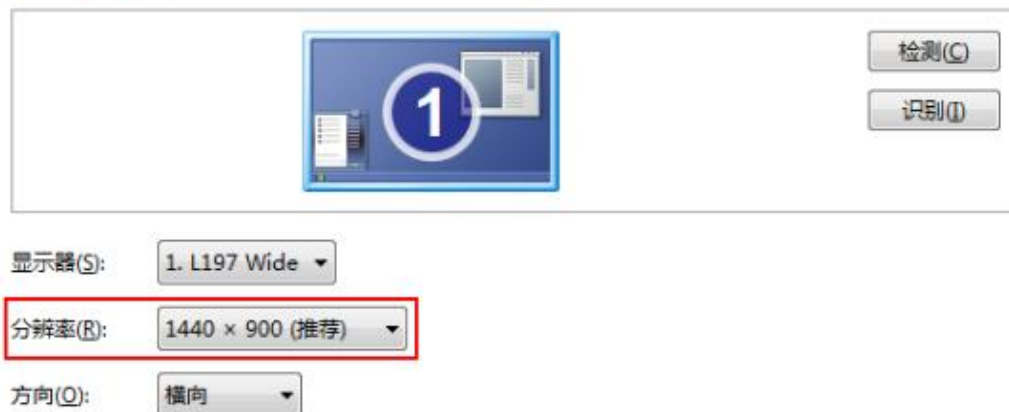 1
检测(C)
识别(I)
显示器(S): 1. L197 Wide
分辨率(R): 1440 × 900 (推荐)
方向(O): 横向